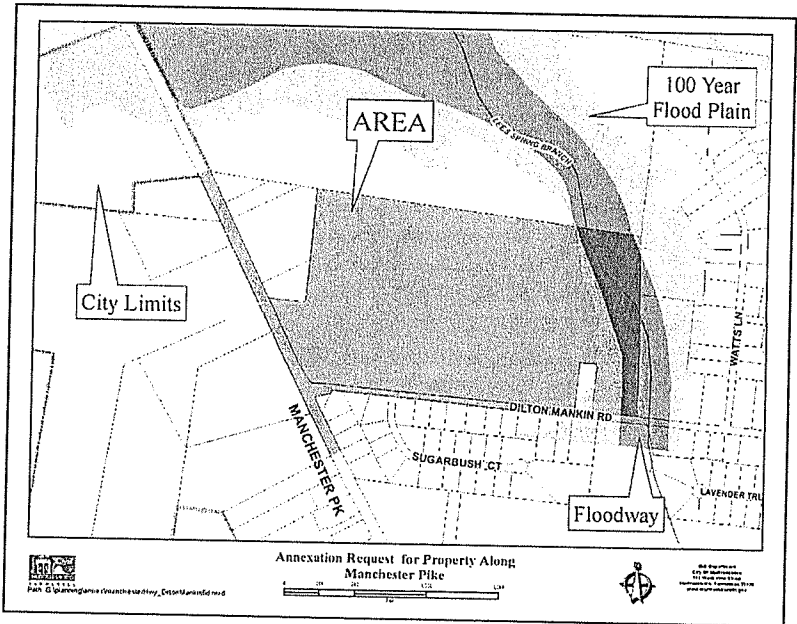 100 Year
Flood Plain
AREA
LEES SPRING BRANCH
City Limits
WATTS LN
MANCHESTER PK
DILTON MANKIN RD
SUGARBUSH CT
LAVENDER TRL
Floodway
Annexation Request for Property Along
Manchester Pike